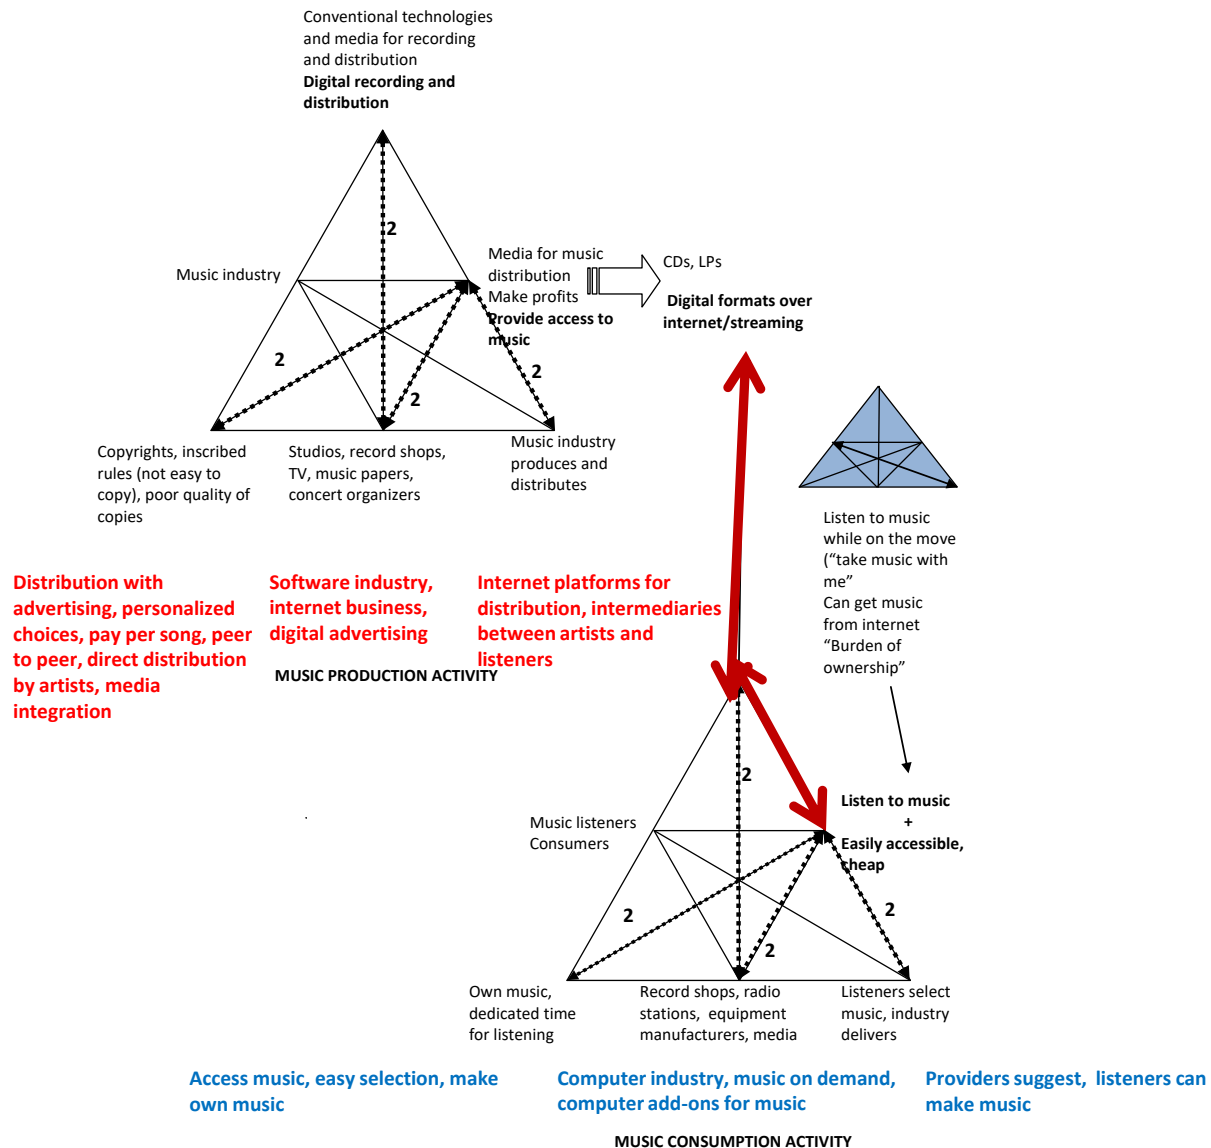 Conventional technologies
and media for recording
and distribution
Digital recording and
distribution
2
Music industry
Media for music
distribution
Make profits
Provide access to
music
CDs, LPs
Digital formats over
internet/streaming
2
2
2
Copyrights, inscribed
rules (not easy to
copy), poor quality of
copies
Studios, record shops,
TV, music papers,
concert organizers
Music industry
produces and
distributes
Listen to music
while on the move
(“take music with
me”
Can get music
from internet
“Burden of
ownership”
Distribution with
advertising, personalized
choices, pay per song, peer
to peer, direct distribution
by artists, media
integration
Software industry,
internet business,
digital advertising
Internet platforms for
distribution, intermediaries
between artists and
listeners
MUSIC PRODUCTION ACTIVITY
2
Music listeners
Consumers
Listen to music
+
Easily accessible,
cheap
2
2
2
Own music,
dedicated time
for listening
Record shops, radio
stations, equipment
manufacturers, media
Listeners select
music, industry
delivers
Access music, easy selection, make
own music
Computer industry, music on demand,
computer add-ons for music
Providers suggest, listeners can
make music
MUSIC CONSUMPTION ACTIVITY